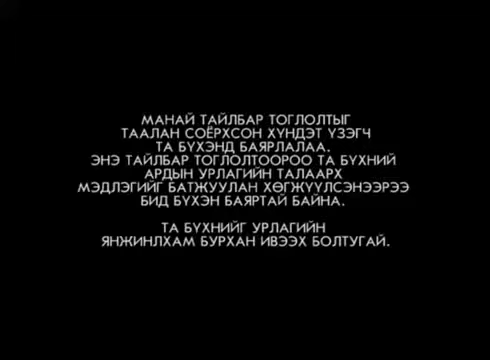 МАНАЙ ТАЙЛБАР ТОГЛОЛТЫГ
ТААЛАН СОЁРХСОН ХҮНДЭТ ҮЗЭГЧ
ТА БҮХЭНД БАЯРЛАЛАА.
ЭНЭ ТАЙЛБАР ТОГЛОЛТООРОО ТА БҮХНИЙ
АРДЫН УРЛАГИЙН ТАЛААРХ
МЭДЛЭГИЙГ БАТЖУУЛАН ХӨГЖҮҮЛСЭНЭЭРЭЭ
БИД БҮХЭН БАЯРТАЙ БАЙНА.
ТА БҮХНИЙГ УРЛАГИЙН
ЯНЖИНЛХАМ БУРХАН ИВЭЭХ БОЛТУГАЙ.